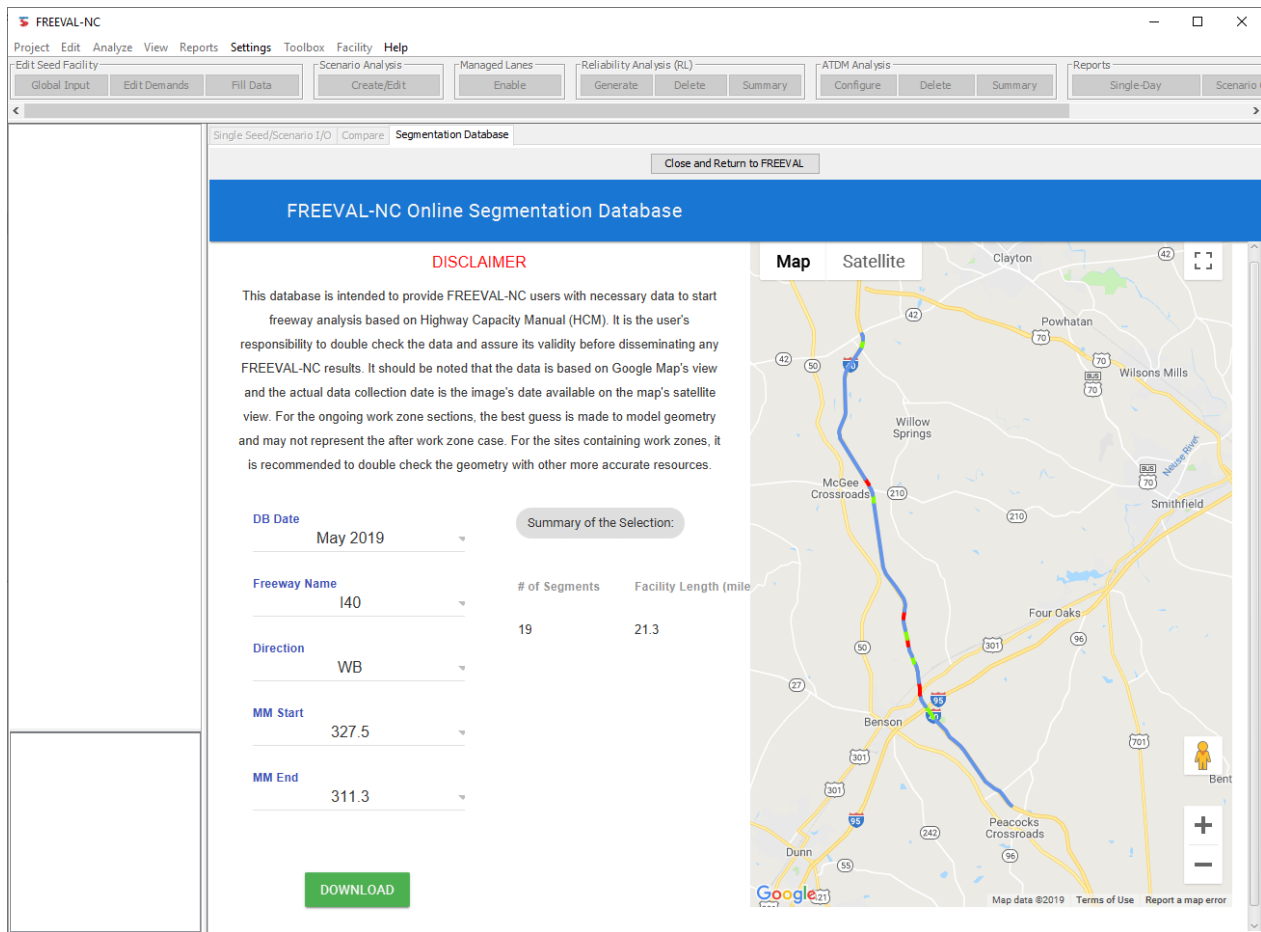 FREEVAL-NC
Project Edit Analyze View Reports Settings Toolbox Facility Help
Edit Seed Facility Scenario Analysis Managed Lanes Reliability Analysis (RL) ATDM Analysis Reports
Global Input Edit Demands Fill Data Create/Edit Enable Generate Delete Summary Configure Delete Summary Single-Day Scenario
Single Seed/Scenario I/O Compare Segmentation Database
Close and Return to FREEVAL
FREEVAL-NC Online Segmentation Database
DISCLAIMER
This database is intended to provide FREEVAL-NC users with necessary data to start
freeway analysis based on Highway Capacity Manual (HCM). It is the user's
responsibility to double check the data and assure its validity before disseminating any
FREEVAL-NC results. It should be noted that the data is based on Google Map's view
and the actual data collection date is the image's date available on the map's satellite
view. For the ongoing work zone sections, the best guess is made to model geometry
and may not represent the after work zone case. For the sites containing work zones, it
is recommended to double check the geometry with other more accurate resources.
DB Date
May 2019
Freeway Name
I40
Direction
WB
MM Start
327.5
MM End
311.3
DOWNLOAD
Summary of the Selection:
# of Segments Facility Length (mile
19 21.3
Map Satellite
Clayton
42
42
Powhatan
70
42
50
70
70
Wilsons Mills
BUS
70
Willow
Springs
Neuse River
McGee
Crossroads
210
BUS
70
Smithfield
210
Four Oaks
96
50
301
27
95
Benson
701
301
Bent
301
95
Peacocks
Crossroads
242
Dunn
96
55
Google
421
Map data ©2019 Terms of Use Report a map error